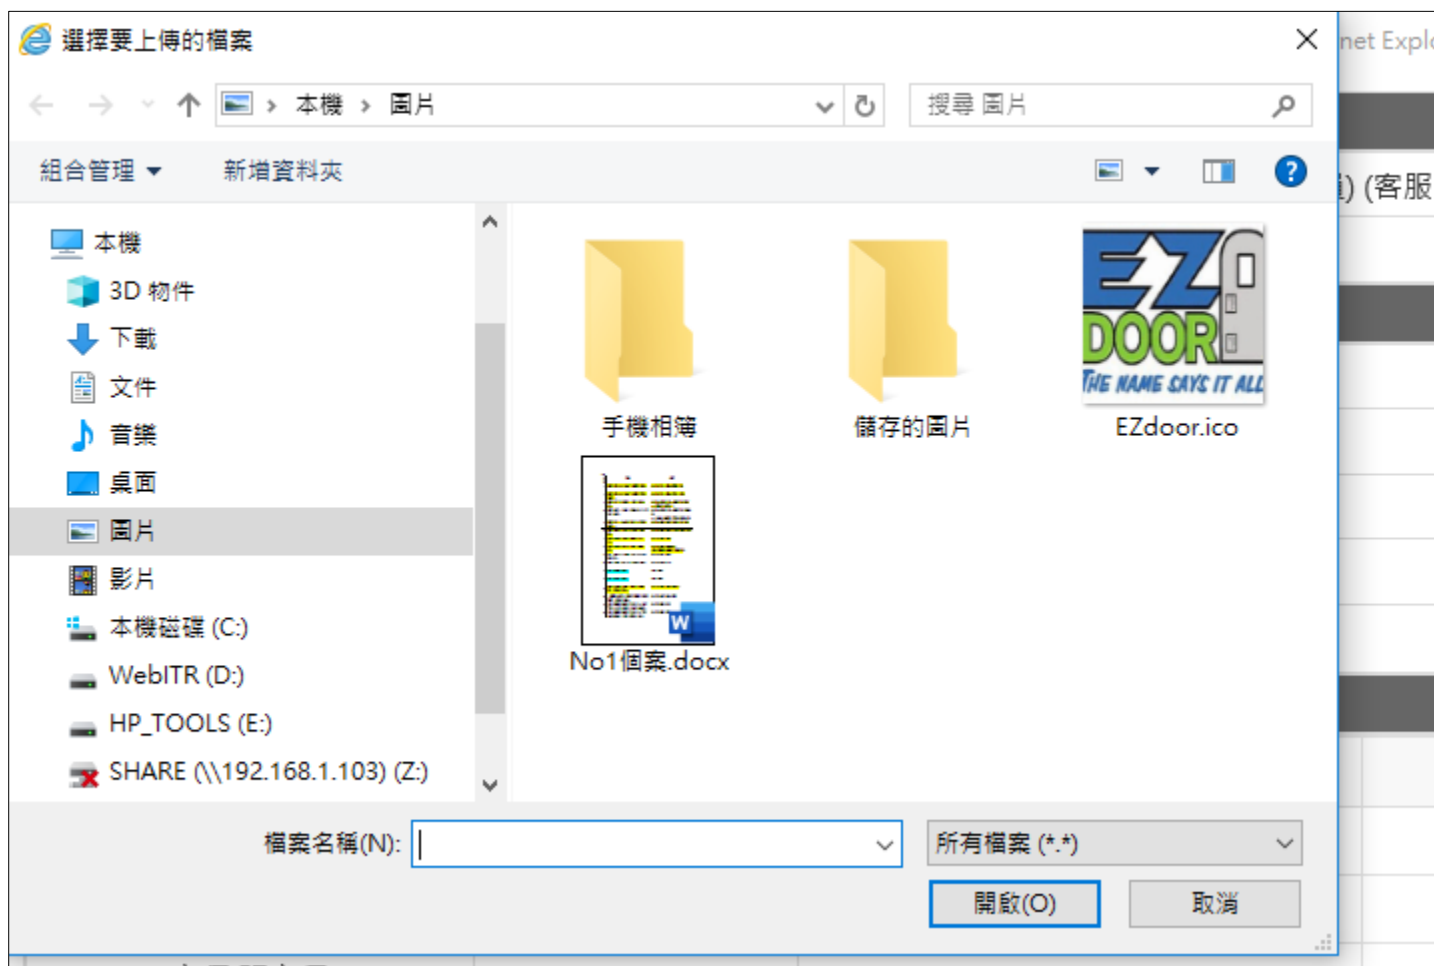 選擇要上傳的檔案
net Explo
本機 > 圖片
搜尋 圖片
組合管理
新增資料夾
) (客服
本機
3D 物件
下載
文件
音樂
桌面
圖片
影片
本機磁碟 (C:)
WebITR (D:)
HP_TOOLS (E:)
SHARE (\\192.168.1.103) (Z:)
手機相簿
儲存的圖片
EZ
DOOR
THE NAME SAYS IT ALL
EZdoor.ico
W
No1個案.docx
檔案名稱(N):
所有檔案 (*.*)
開啟(O)
取消